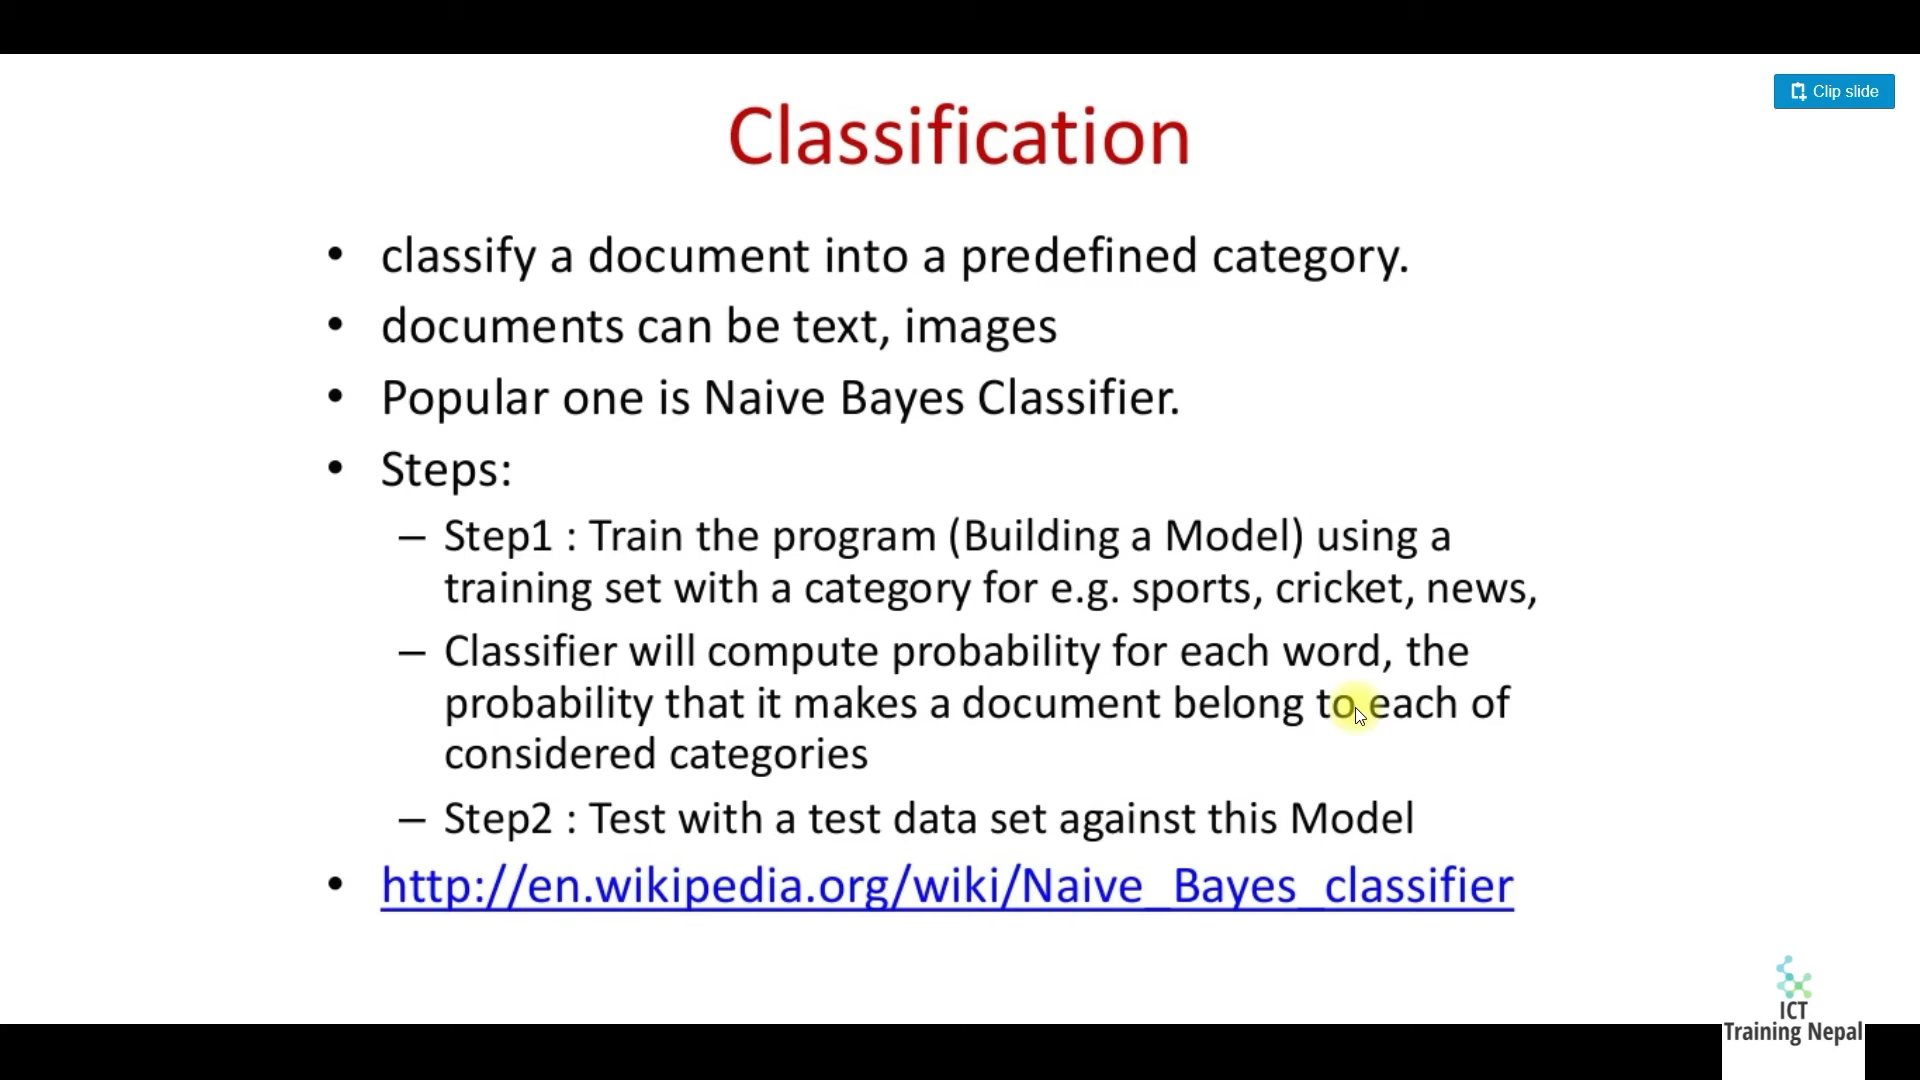 Clip slide
Classification
• classify a document into a predefined category.
• documents can be text, images
• Popular one is Naive Bayes Classifier.
• Steps:
– Step1 : Train the program (Building a Model) using a
training set with a category for e.g. sports, cricket, news,
– Classifier will compute probability for each word, the
probability that it makes a document belong to each of
considered categories
– Step2 : Test with a test data set against this Model
• http://en.wikipedia.org/wiki/Naive_Bayes_classifier
ICT
Training Nepal